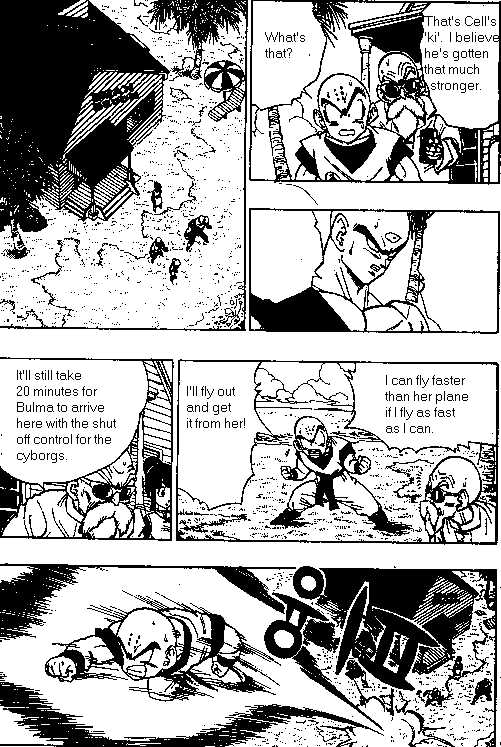 What's
that?
That's Cell's
'ki'. I believe
he's gotten
that much
stronger.
It'll still take
20 minutes for
Bulma to arrive
here with the shut
off control for the
cyborgs.
I'll fly out
and get
it from her!
I can fly faster
than her plane
if I fly as fast
as I can.